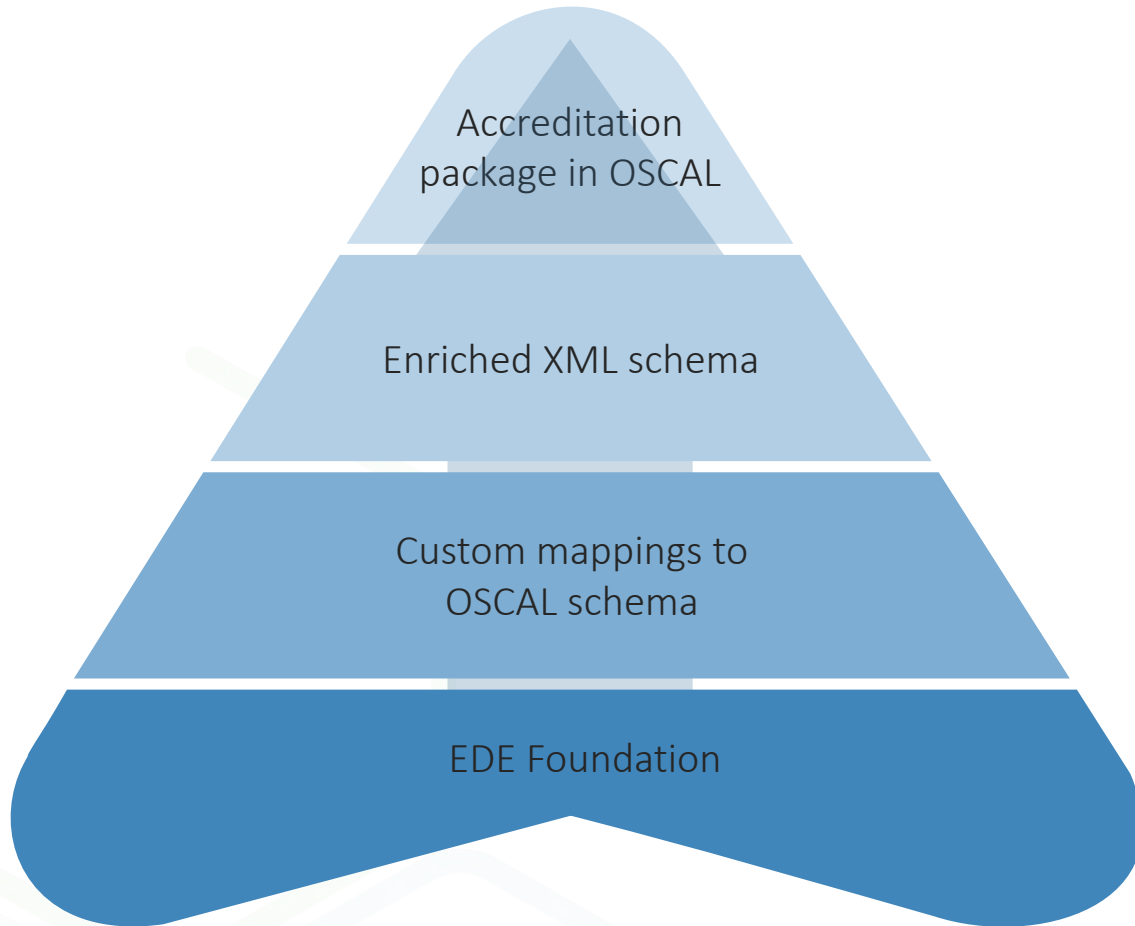 Accreditation
package in OSCAL
Enriched XML schema
Custom mappings to
OSCAL schema
EDE Foundation